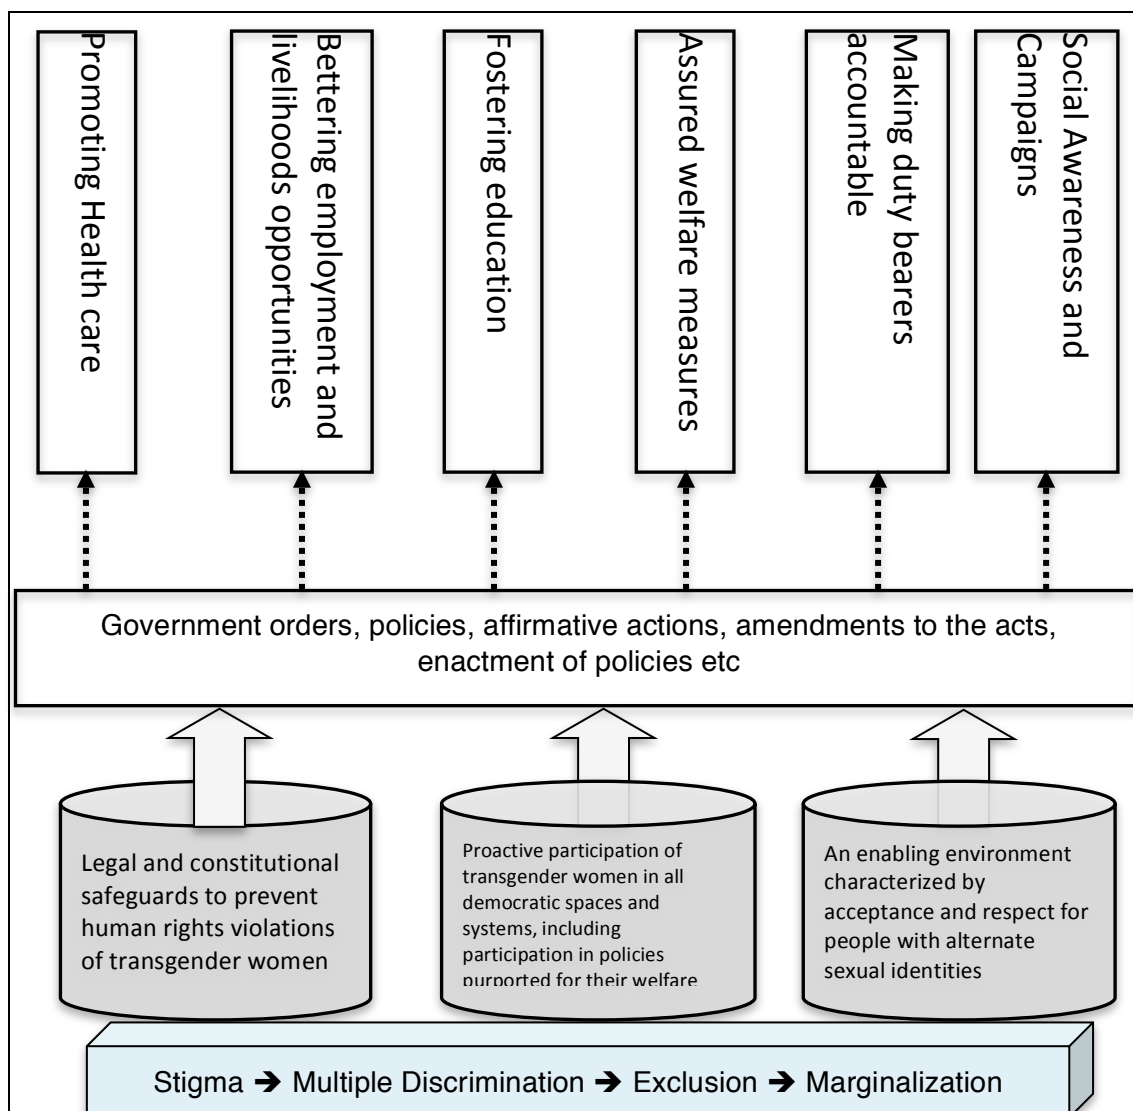 Promoting Health care
Bettering employment and
livelihoods opportunities
Fostering education
Assured welfare measures
Making duty bearers
accountable
Social Awareness and
Campaigns
Government orders, policies, affirmative actions, amendments to the acts,
enactment of policies etc
Legal and constitutional
safeguards to prevent
human rights violations
of transgender women
Proactive participation of
transgender women in all
democratic spaces and
systems, including
participation in policies
purported for their welfare
An enabling environment
characterized by
acceptance and respect for
people with alternate
sexual identities
Stigma ➔ Multiple Discrimination ➔ Exclusion ➔ Marginalization